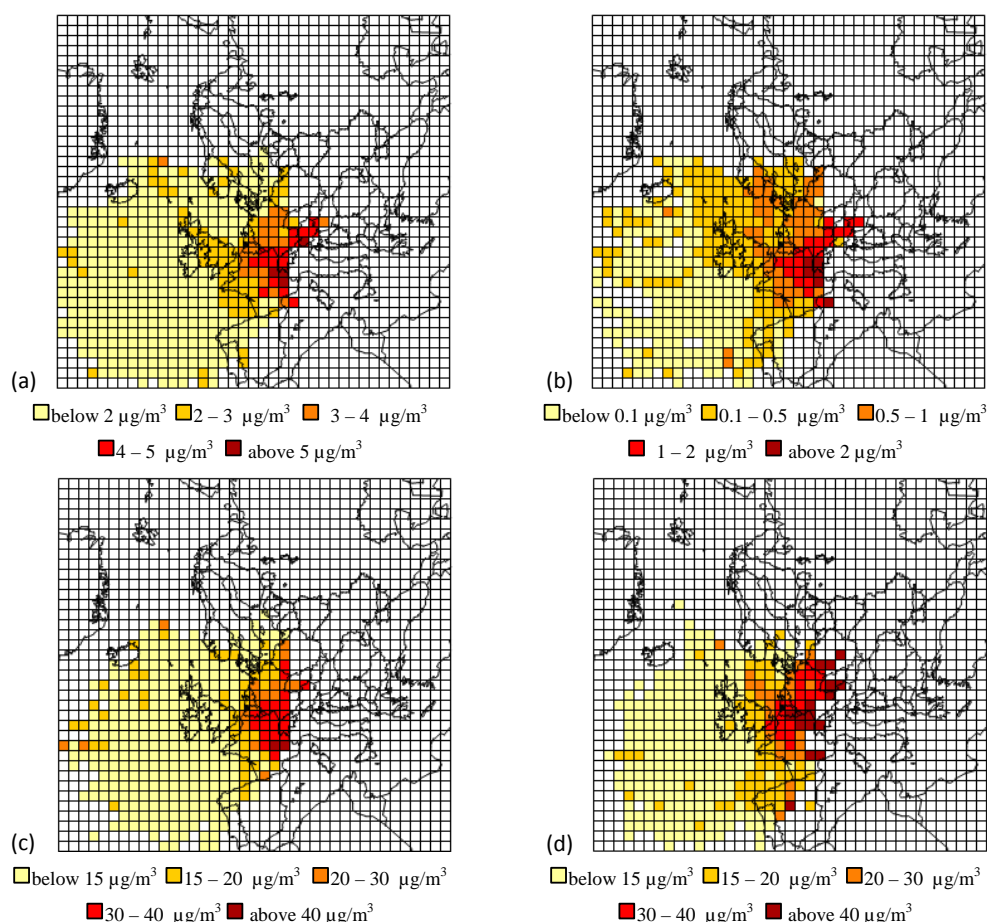 (a) (b)
below 2 µg/m³ 2 – 3 µg/m³ 3 – 4 µg/m³ below 0.1 µg/m³ 0.1 – 0.5 µg/m³ 0.5 – 1 µg/m³
4 – 5 µg/m³ above 5 µg/m³ 1 – 2 µg/m³ above 2 µg/m³
(c) (d)
below 15 µg/m³ 15 – 20 µg/m³ 20 – 30 µg/m³ below 15 µg/m³ 15 – 20 µg/m³ 20 – 30 µg/m³
30 – 40 µg/m³ above 40 µg/m³ 30 – 40 µg/m³ above 40 µg/m³